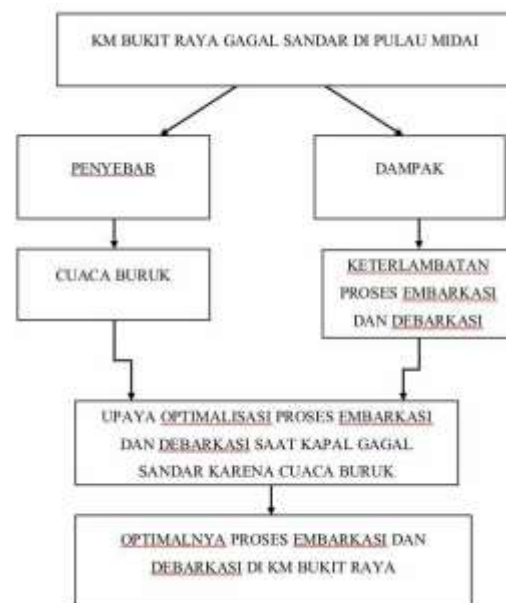 KM BUKIT RAYA GAGAL SANDAR DI PULAU MIDAI
PENYEBAB
DAMPAK
CUACA BURUK
KETERLAMBATAN
PROSES EMBARKASI
DAN DEBARKASI
UPAYA OPTIMALISASI PROSES EMBARKASI
DAN DEBARKASI SAAT KAPAL GAGAL
SANDAR KARENA CUACA BURUK
OPTIMALNYA PROSES EMBARKASI DAN
DEBARKASI DI KM BUKIT RAYA